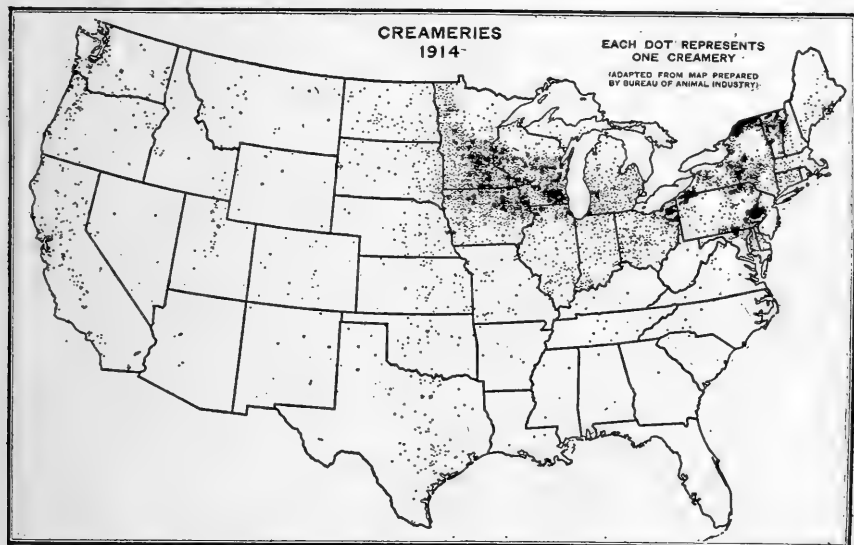 CREAMERIES
1914
EACH DOT REPRESENTS
ONE CREAMERY
(ADAPTED FROM MAP PREPARED
BY BUREAU OF ANIMAL INDUSTRY)